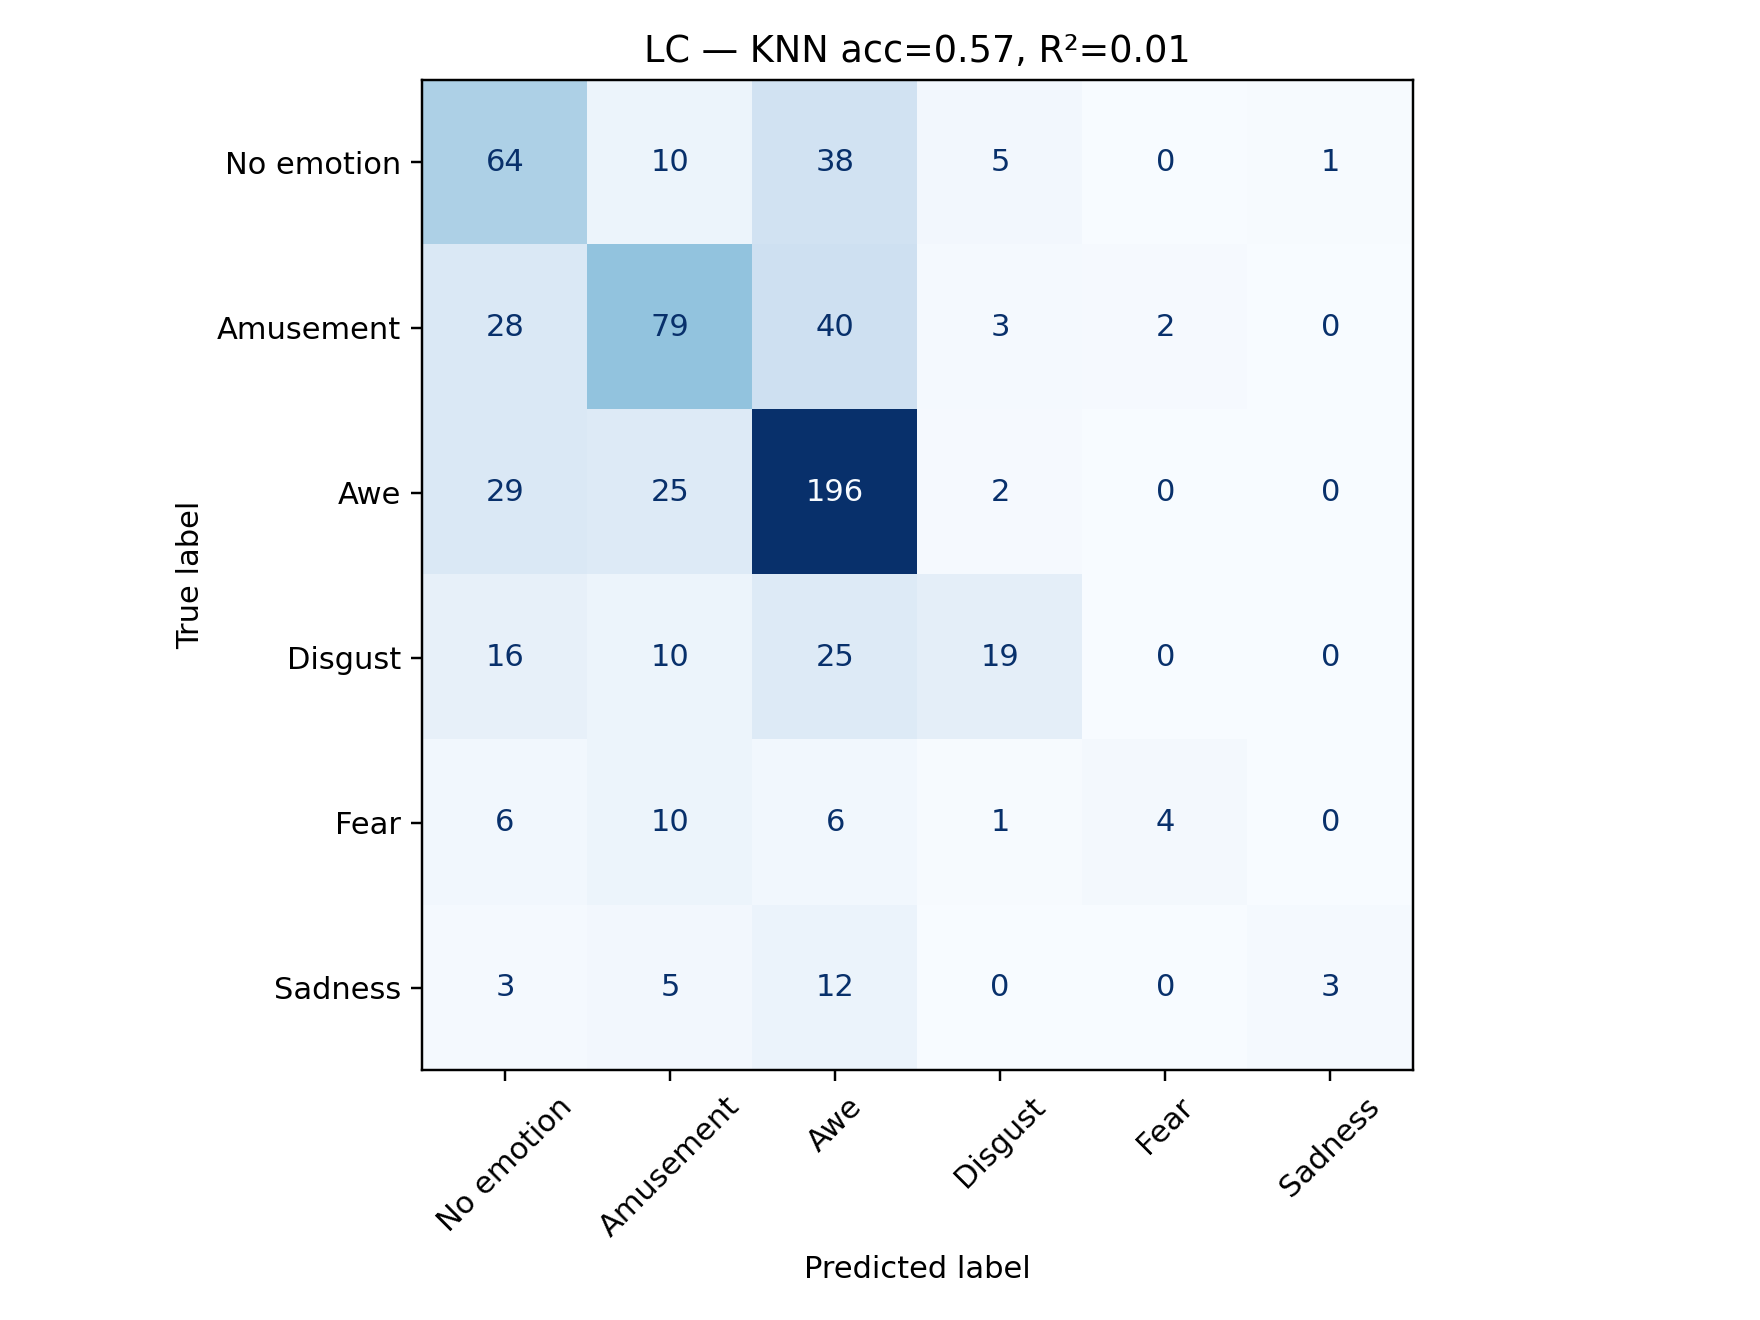 LC — KNN acc=0.57, R²=0.01
True label
No emotion 64 10 38 5 0 1
Amusement 28 79 40 3 2 0
Awe 29 25 196 2 0 0
Disgust 16 10 25 19 0 0
Fear 6 10 6 1 4 0
Sadness 3 5 12 0 0 3
No emotion Amusement Awe Disgust Fear Sadness
Predicted label